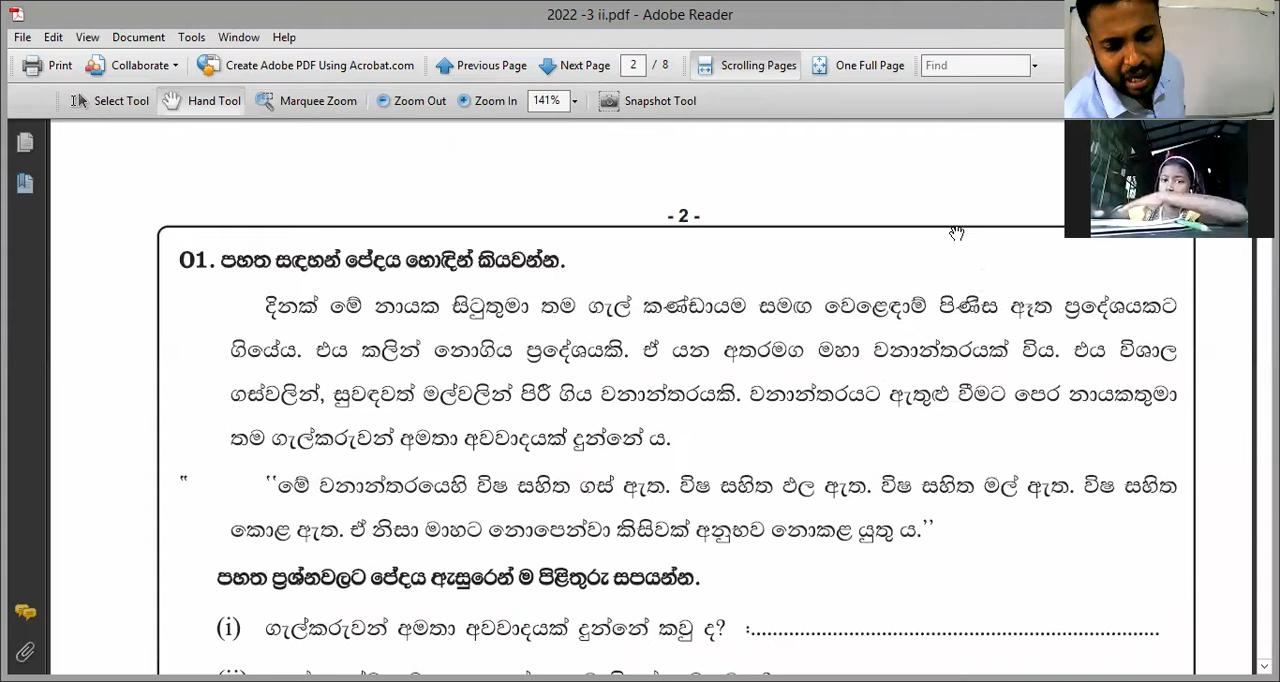 2022 -3 ii.pdf - Adobe Reader
File Edit View Document Tools Window Help
Print Collaborate Create Adobe PDF Using Acrobat.com Previous Page Next Page 2 / 8 Scrolling Pages One Full Page Find
Select Tool Hand Tool Marquee Zoom Zoom Out Zoom In 141% Snapshot Tool
- 2 -
01. පහත සඳහන් ඡේදය හොඳින් කියවන්න.
දිනක් මේ නායක සිටුතුමා තම ගැල් කණ්ඩායම සමඟ වෙළෙඳාම් පිණිස ඈත ප්‍රදේශයකට
ගියේය. එය කලින් නොගිය ප්‍රදේශයකි. ඒ යන අතරමග මහා වනාන්තරයක් විය. එය විශාල
ගස්වලින්, සුවඳවත් මල්වලින් පිරී ගිය වනාන්තරයකි. වනාන්තරයට ඇතුළු වීමට පෙර නායකතුමා
තම ගැල්කරුවන් අමතා අවවාදයක් දුන්නේ ය.
“ ‘‘මේ වනාන්තරයෙහි විෂ සහිත ගස් ඇත. විෂ සහිත ඵල ඇත. විෂ සහිත මල් ඇත. විෂ සහිත
කොළ ඇත. ඒ නිසා මාහට නොපෙන්වා කිසිවක් අනුභව නොකළ යුතු ය.’’
පහත ප්‍රශ්නවලට ඡේදය ඇසුරෙන් ම පිළිතුරු සපයන්න.
(i) ගැල්කරුවන් අමතා අවවාදයක් දුන්නේ කවු ද? :..........................................................................